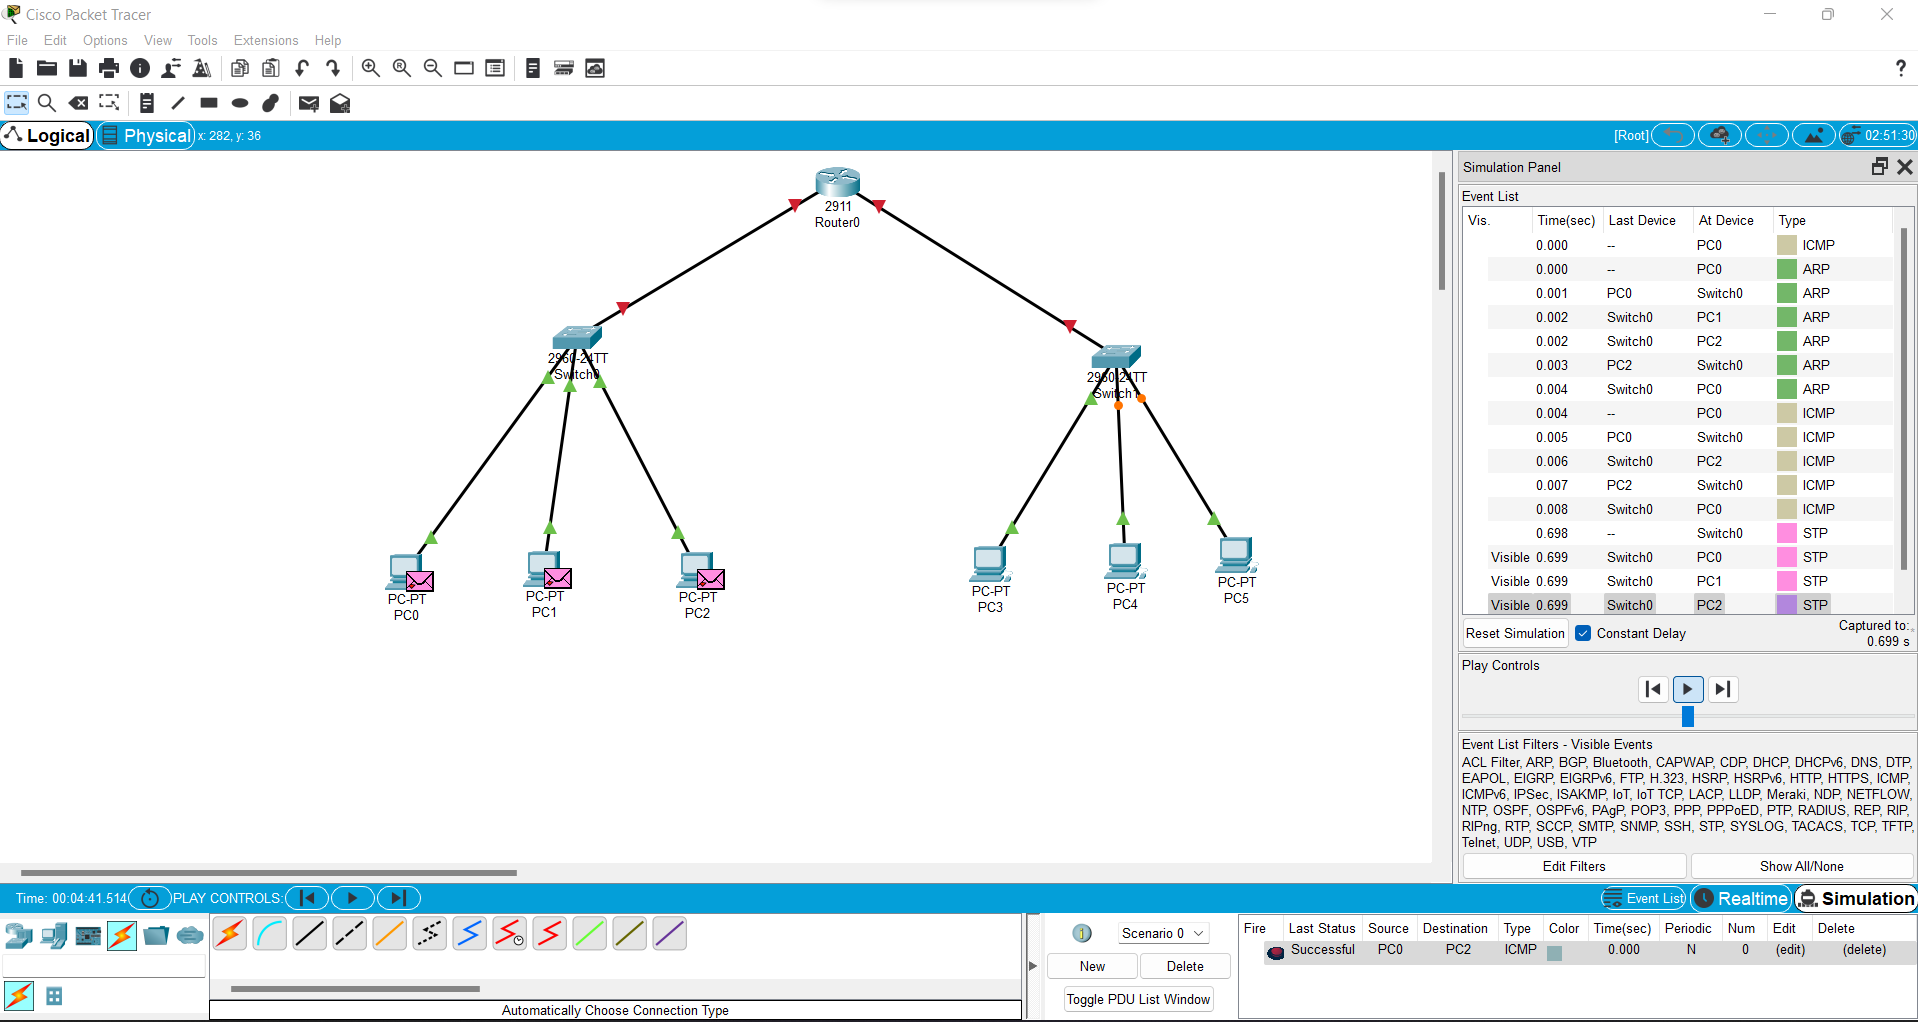 Cisco Packet Tracer
File Edit Options View Tools Extensions Help
?
Logical Physical x: 282, y: 36 [Root] 02:51:30
2911
Router0
2960-24TT
Switch0
2960-24TT
Switch1
PC-PT
PC0
PC-PT
PC1
PC-PT
PC2
PC-PT
PC3
PC-PT
PC4
PC-PT
PC5
Simulation Panel
Event List
Vis. Time(sec) Last Device At Device Type
0.000 -- PC0 ICMP
0.000 -- PC0 ARP
0.001 PC0 Switch0 ARP
0.002 Switch0 PC1 ARP
0.002 Switch0 PC2 ARP
0.003 PC2 Switch0 ARP
0.004 Switch0 PC0 ARP
0.004 -- PC0 ICMP
0.005 PC0 Switch0 ICMP
0.006 Switch0 PC2 ICMP
0.007 PC2 Switch0 ICMP
0.008 Switch0 PC0 ICMP
0.698 -- Switch0 STP
Visible 0.699 Switch0 PC0 STP
Visible 0.699 Switch0 PC1 STP
Visible 0.699 Switch0 PC2 STP
Reset Simulation Constant Delay Captured to:
0.699 s
Play Controls
Event List Filters - Visible Events
ACL Filter, ARP, BGP, Bluetooth, CAPWAP, CDP, DHCP, DHCPv6, DNS, DTP,
EAPOL, EIGRP, EIGRPv6, FTP, H.323, HSRP, HSRPv6, HTTP, HTTPS, ICMP,
ICMPv6, IPSec, ISAKMP, IoT, IoT TCP, LACP, LLDP, Meraki, NDP, NETFLOW,
NTP, OSPF, OSPFv6, PAgP, POP3, PPP, PPPoED, PTP, RADIUS, REP, RIP,
RIPng, RTP, SCCP, SMTP, SNMP, SSH, STP, SYSLOG, TACACS, TCP, TFTP,
Telnet, UDP, USB, VTP
Edit Filters Show All/None
Time: 00:04:41.514 PLAY CONTROLS: Event List Realtime Simulation
Automatically Choose Connection Type
Scenario 0
New Delete
Toggle PDU List Window
Fire Last Status Source Destination Type Color Time(sec) Periodic Num Edit Delete
Successful PC0 PC2 ICMP 0.000 N 0 (edit) (delete)